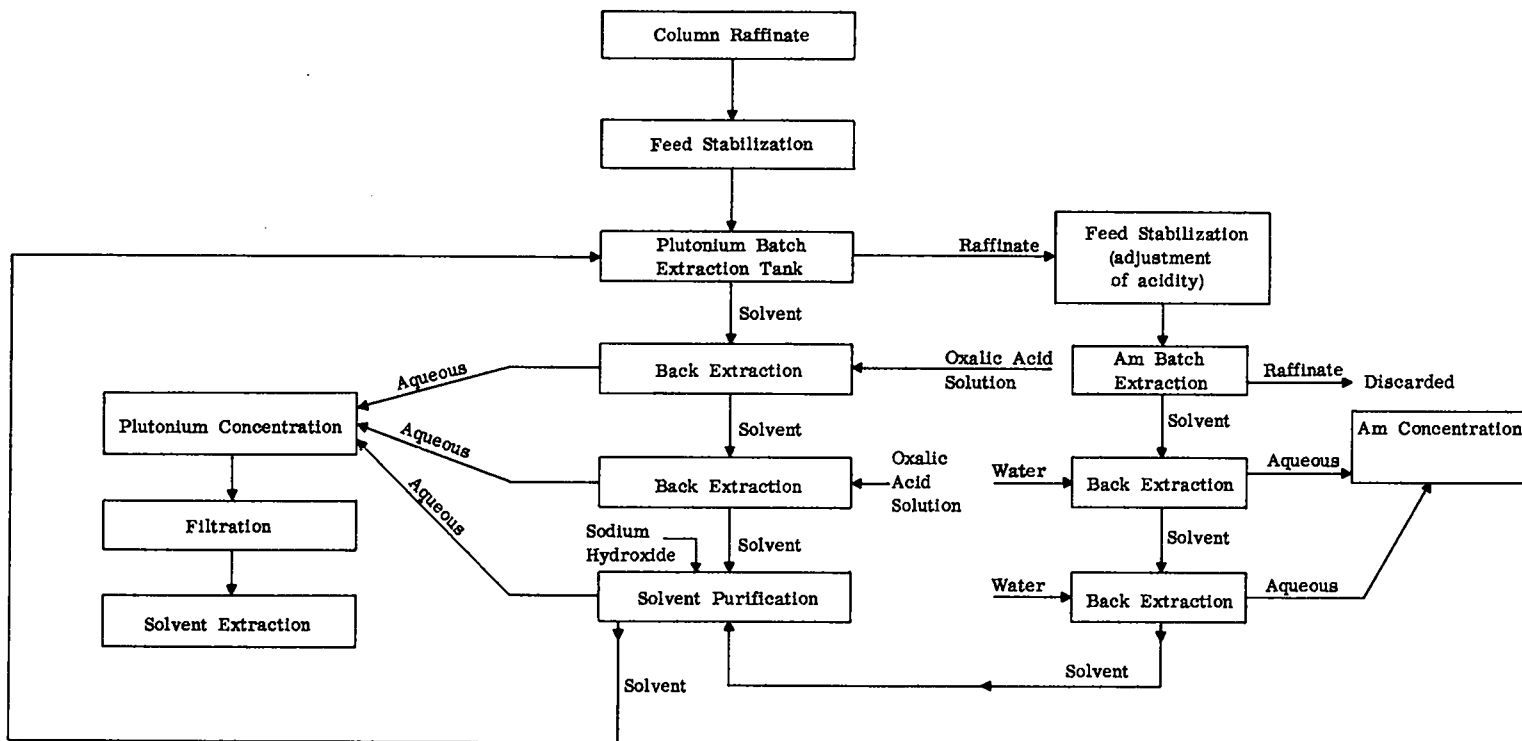 Column Raffinate
Feed Stabilization
Plutonium Batch
Extraction Tank
Raffinate
Feed Stabilization
(adjustment
of acidity)
Solvent
Back Extraction
Oxalic Acid
Solution
Am Batch
Extraction
Raffinate
Discarded
Aqueous
Plutonium Concentration
Solvent
Solvent
Am Concentration
Aqueous
Back Extraction
Oxalic
Acid
Solution
Water
Back Extraction
Aqueous
Aqueous
Filtration
Sodium
Hydroxide
Solvent
Solvent
Solvent Purification
Water
Back Extraction
Aqueous
Solvent Extraction
Solvent
Solvent